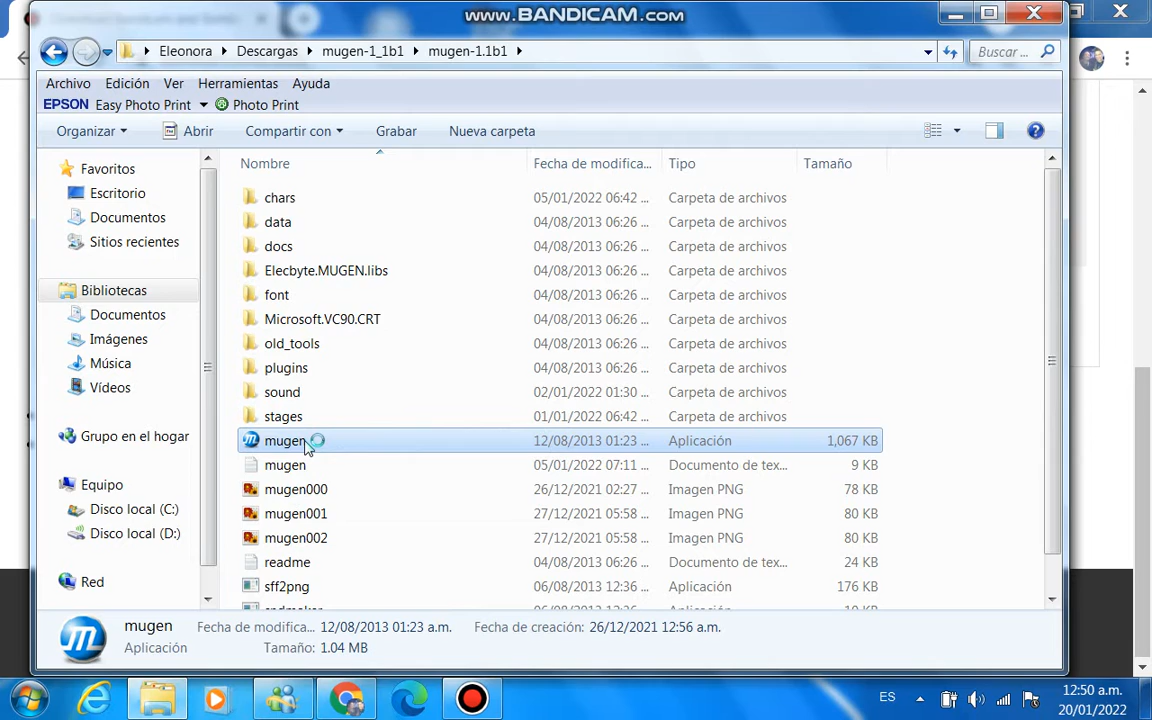 www.BANDICAM.com
Eleonora Descargas mugen-1_1b1 mugen-1.1b1 Buscar ...
Archivo Edición Ver Herramientas Ayuda
EPSON Easy Photo Print Photo Print
Organizar Abrir Compartir con Grabar Nueva carpeta
Favoritos
Escritorio
Documentos
Sitios recientes
Bibliotecas
Documentos
Imágenes
Música
Vídeos
Grupo en el hogar
Equipo
Disco local (C:)
Disco local (D:)
Red
Nombre Fecha de modifica... Tipo Tamaño
chars 05/01/2022 06:42 ... Carpeta de archivos
data 04/08/2013 06:26 ... Carpeta de archivos
docs 04/08/2013 06:26 ... Carpeta de archivos
Elecbyte.MUGEN.libs 04/08/2013 06:26 ... Carpeta de archivos
font 04/08/2013 06:26 ... Carpeta de archivos
Microsoft.VC90.CRT 04/08/2013 06:26 ... Carpeta de archivos
old_tools 04/08/2013 06:26 ... Carpeta de archivos
plugins 04/08/2013 06:26 ... Carpeta de archivos
sound 02/01/2022 01:30 ... Carpeta de archivos
stages 01/01/2022 06:42 ... Carpeta de archivos
mugen 12/08/2013 01:23 ... Aplicación 1,067 KB
mugen 05/01/2022 07:11 ... Documento de tex... 9 KB
mugen000 26/12/2021 02:27 ... Imagen PNG 78 KB
mugen001 27/12/2021 05:58 ... Imagen PNG 80 KB
mugen002 27/12/2021 05:58 ... Imagen PNG 80 KB
readme 04/08/2013 06:26 ... Documento de tex... 24 KB
sff2png 06/08/2013 12:36 ... Aplicación 176 KB
mugen Fecha de modifica... 12/08/2013 01:23 a.m. Fecha de creación: 26/12/2021 12:56 a.m.
Aplicación Tamaño: 1.04 MB
ES 12:50 a.m.
20/01/2022